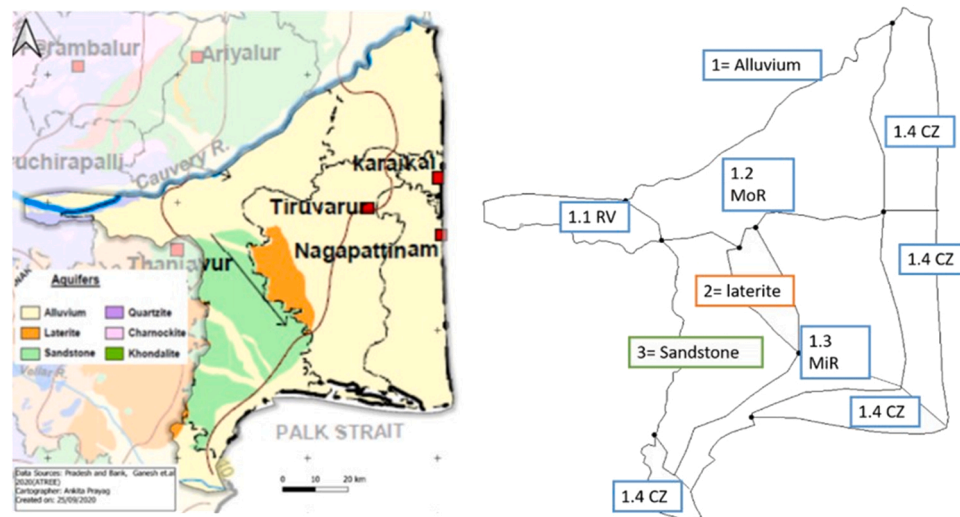 Perambalur
Ariyalur
ruchirapalli
Cauvery R.
Karaikal
Tiruvarur
Nagapattinam
Thanjavur
Aquifers
Alluvium
Quartzite
Laterite
Charnockite
Sandstone
Khondalite
Vellar R.
PALK STRAIT
Data Sources: Pradesh and Bank, Ganesh et.al
2020(ATREE)
Cartographer: Ankita Prayag
Created on: 25/09/2020
0 10 20 km
1= Alluvium
1.4 CZ
1.2
MoR
1.1 RV
1.4 CZ
2= laterite
3= Sandstone
1.3
MiR
1.4 CZ
1.4 CZ